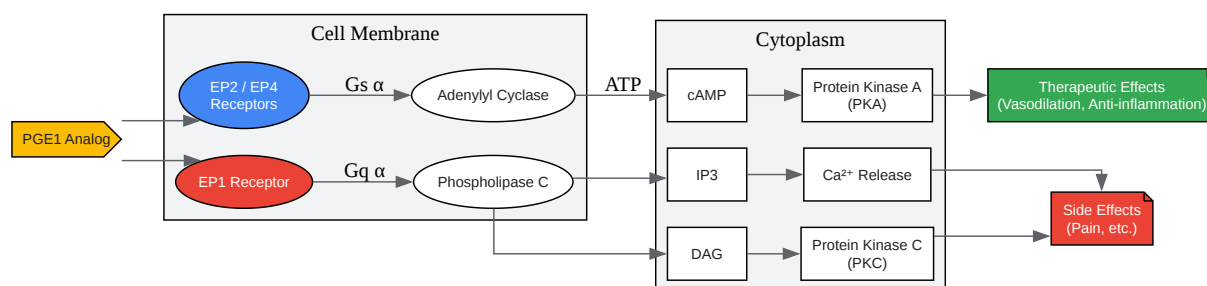 Cell Membrane
Cytoplasm
PGE1 Analog
EP2 / EP4
Receptors
Gs α
Adenylyl Cyclase
ATP
cAMP
Protein Kinase A
(PKA)
Therapeutic Effects
(Vasodilation, Anti-inflammation)
EP1 Receptor
Gq α
Phospholipase C
IP3
Ca²⁺ Release
Side Effects
(Pain, etc.)
DAG
Protein Kinase C
(PKC)